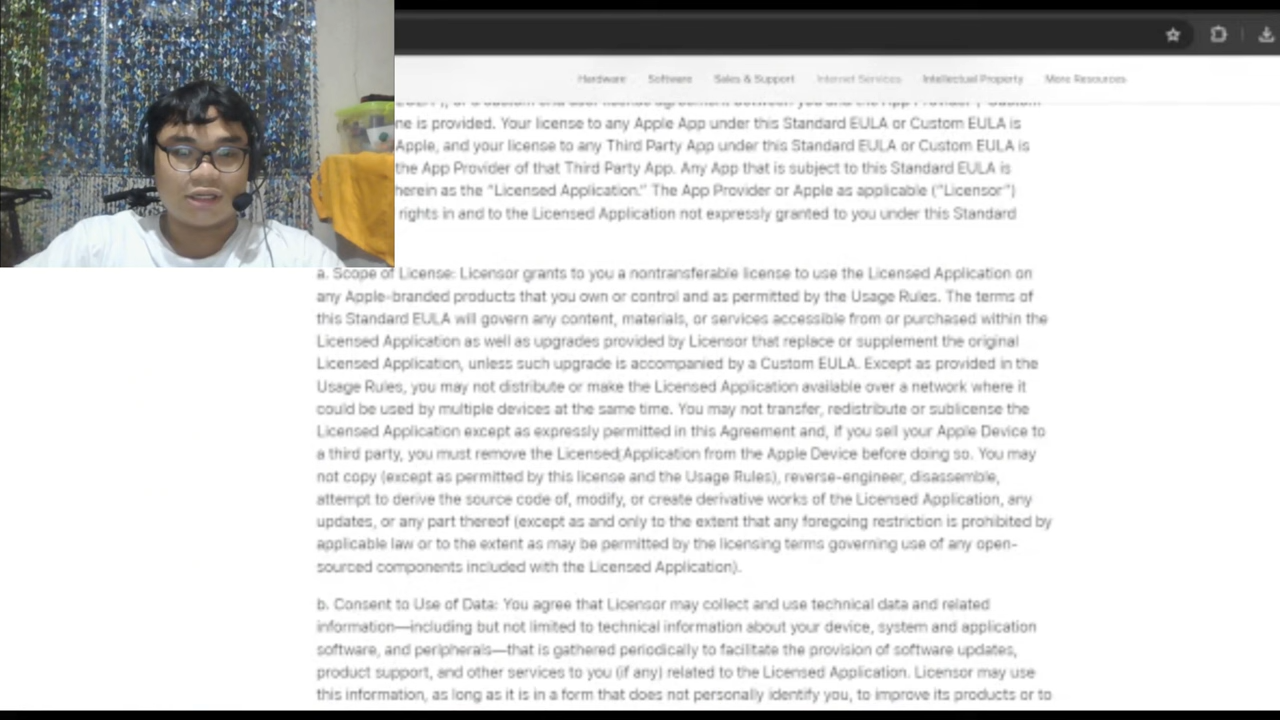 Hardware Software Sales & Support Internet Services Intellectual Property More Resources
ne is provided. Your license to any Apple App under this Standard EULA or Custom EULA is
Apple, and your license to any Third Party App under this Standard EULA or Custom EULA is
the App Provider of that Third Party App. Any App that is subject to this Standard EULA is
herein as the “Licensed Application.” The App Provider or Apple as applicable (“Licensor”)
rights in and to the Licensed Application not expressly granted to you under this Standard
a. Scope of License: Licensor grants to you a nontransferable license to use the Licensed Application on
any Apple-branded products that you own or control and as permitted by the Usage Rules. The terms of
this Standard EULA will govern any content, materials, or services accessible from or purchased within the
Licensed Application as well as upgrades provided by Licensor that replace or supplement the original
Licensed Application, unless such upgrade is accompanied by a Custom EULA. Except as provided in the
Usage Rules, you may not distribute or make the Licensed Application available over a network where it
could be used by multiple devices at the same time. You may not transfer, redistribute or sublicense the
Licensed Application except as expressly permitted in this Agreement and, if you sell your Apple Device to
a third party, you must remove the Licensed Application from the Apple Device before doing so. You may
not copy (except as permitted by this license and the Usage Rules), reverse-engineer, disassemble,
attempt to derive the source code of, modify, or create derivative works of the Licensed Application, any
updates, or any part thereof (except as and only to the extent that any foregoing restriction is prohibited by
applicable law or to the extent as may be permitted by the licensing terms governing use of any open-
sourced components included with the Licensed Application).
b. Consent to Use of Data: You agree that Licensor may collect and use technical data and related
information—including but not limited to technical information about your device, system and application
software, and peripherals—that is gathered periodically to facilitate the provision of software updates,
product support, and other services to you (if any) related to the Licensed Application. Licensor may use
this information, as long as it is in a form that does not personally identify you, to improve its products or to